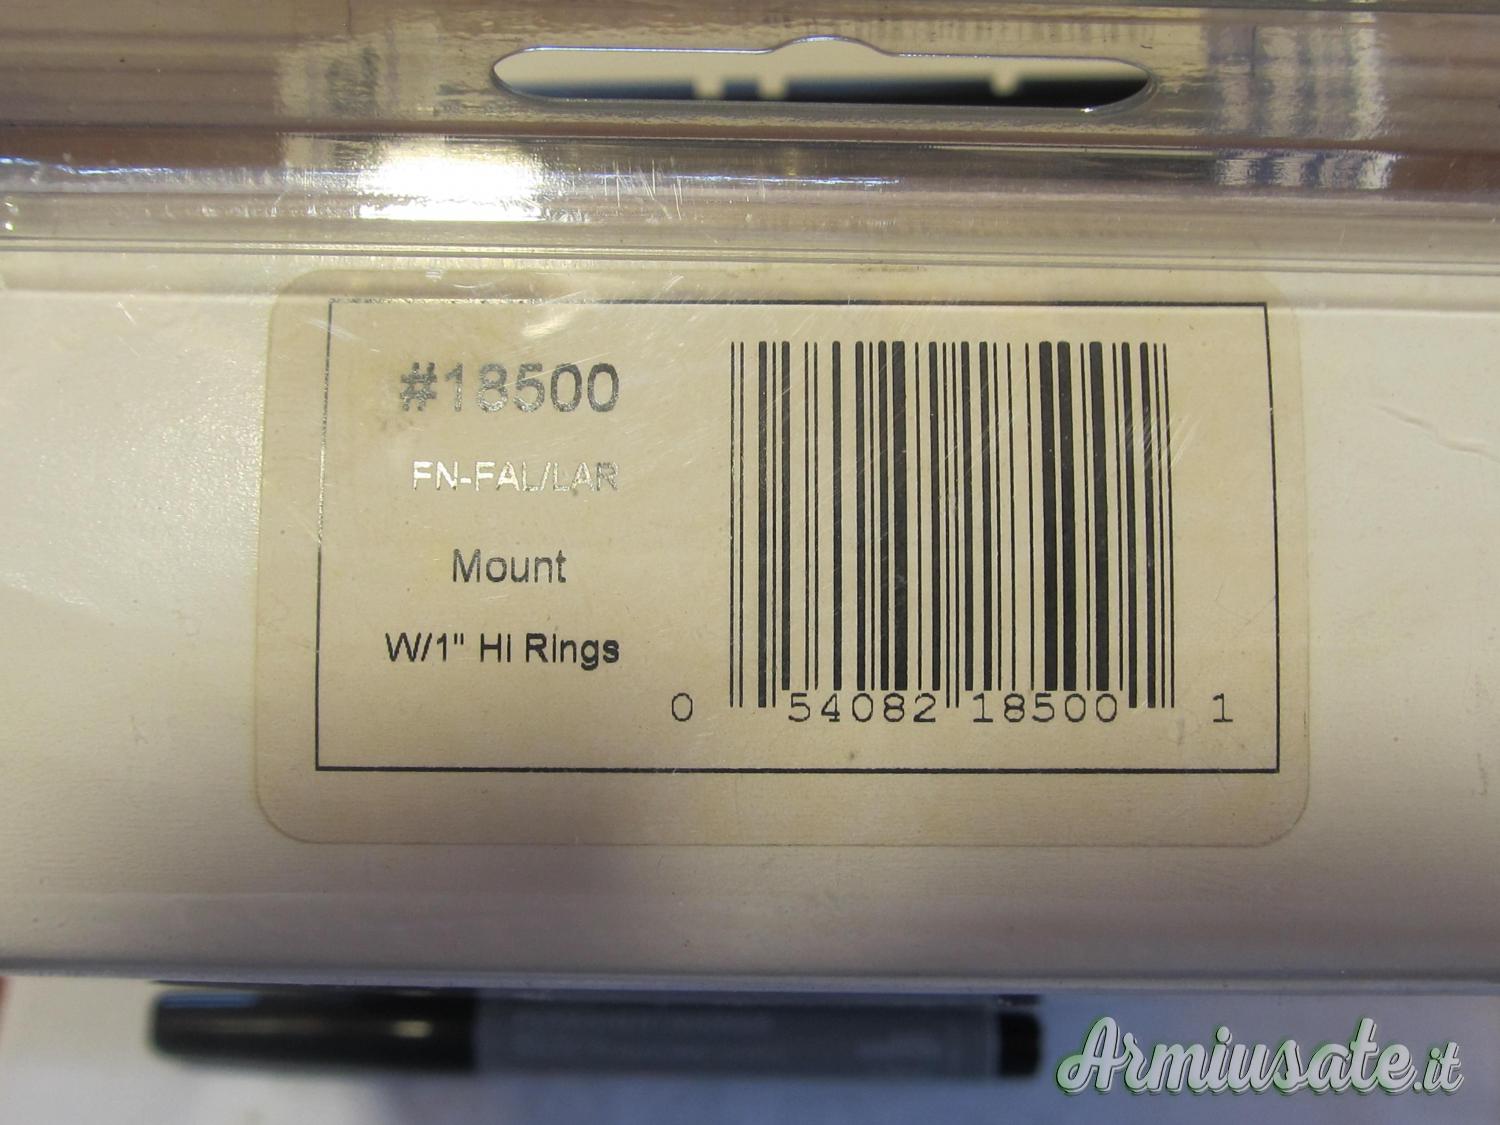 #18500
FN-FAL/LAR
Mount
W/1" Hi Rings
0 54082 18500 1
Armiusate.it